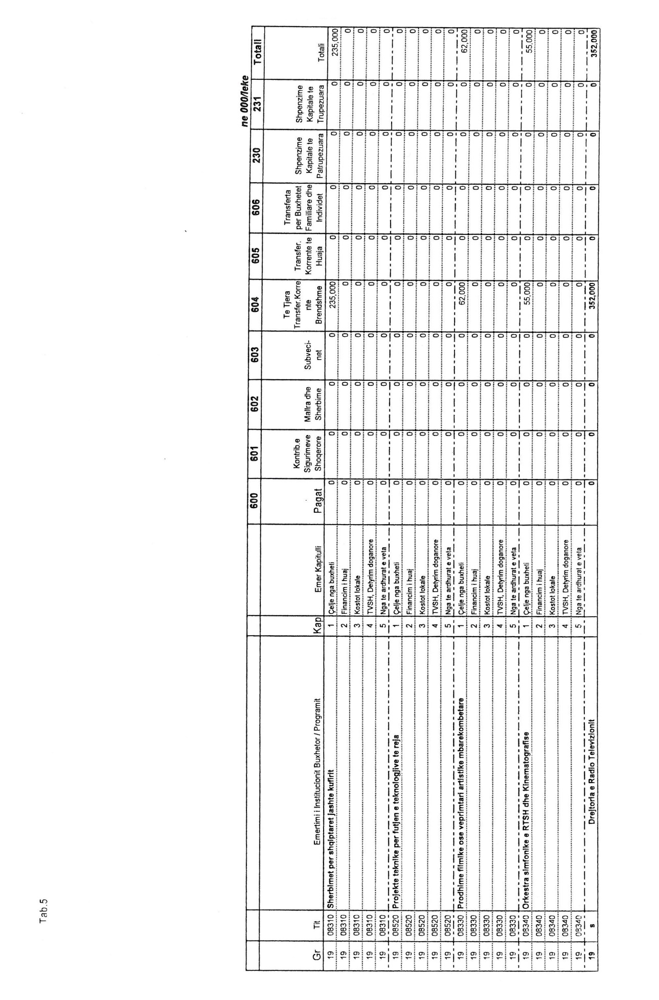 Tab.5
ne 000/leke
600 601 602 603 604 605 606 230 231 Totali
Gr Tit Emertimi i Institucionit Buxhetor / Programit Kap Emer Kapitulli Pagat Kontrib.e Sigurimeve Shoqerore Mallra dhe Sherbime Subveci-net Te Tjera Transfer.Korrente Brendshme Transfer. Korrente te Huaja Transferta per Buxhetet Familiare dhe Individet Shpenzime Kapitale te Patrupezuara Shpenzime Kapitale te Trupezuara Totali
19 08310 Sherbimet per shqiptaret jashte kufirit 1 Çelje nga buxheti 0 0 0 0 235,000 0 0 0 0 235,000
19 08310 2 Financim i huaj 0 0 0 0 0 0 0 0 0 0
19 08310 3 Kostot lokale 0 0 0 0 0 0 0 0 0 0
19 08310 4 TVSH, Detyrim doganore 0 0 0 0 0 0 0 0 0 0
19 08310 5 Nga te ardhurat e veta 0 0 0 0 0 0 0 0 0 0
19 08520 Projekte teknike per futjen e teknologjive te reja 1 Çelje nga buxheti 0 0 0 0 0 0 0 0 0 0
19 08520 2 Financim i huaj 0 0 0 0 0 0 0 0 0 0
19 08520 3 Kostot lokale 0 0 0 0 0 0 0 0 0 0
19 08520 4 TVSH, Detyrim doganore 0 0 0 0 0 0 0 0 0 0
19 08520 5 Nga te ardhurat e veta 0 0 0 0 0 0 0 0 0 0
19 08330 Prodhime filmike ose veprimtari artistike mbarekombetare 1 Çelje nga buxheti 0 0 0 0 62,000 0 0 0 0 62,000
19 08330 2 Financim i huaj 0 0 0 0 0 0 0 0 0 0
19 08330 3 Kostot lokale 0 0 0 0 0 0 0 0 0 0
19 08330 4 TVSH, Detyrim doganore 0 0 0 0 0 0 0 0 0 0
19 08330 5 Nga te ardhurat e veta 0 0 0 0 0 0 0 0 0 0
19 08340 Orkestra simfonike e RTSH dhe Kinematografise 1 Çelje nga buxheti 0 0 0 0 55,000 0 0 0 0 55,000
19 08340 2 Financim i huaj 0 0 0 0 0 0 0 0 0 0
19 08340 3 Kostot lokale 0 0 0 0 0 0 0 0 0 0
19 08340 4 TVSH, Detyrim doganore 0 0 0 0 0 0 0 0 0 0
19 08340 5 Nga te ardhurat e veta 0 0 0 0 0 0 0 0 0 0
19 s Drejtoria e Radio Televizionit 0 0 0 0 352,000 0 0 0 0 352,000